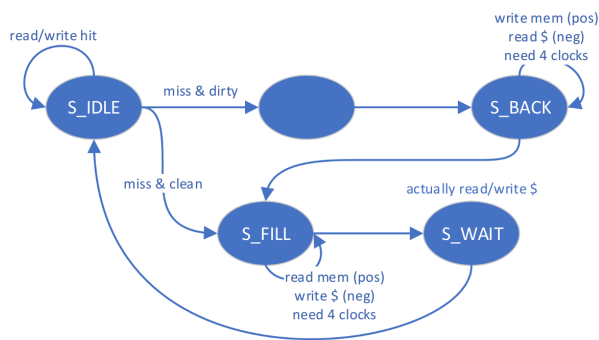 write mem (pos)
read $ (neg)
need 4 clocks
read/write hit
S_IDLE
miss & dirty
S_BACK
miss & clean
actually read/write $
S_FILL
S_WAIT
read mem (pos)
write $ (neg)
need 4 clocks